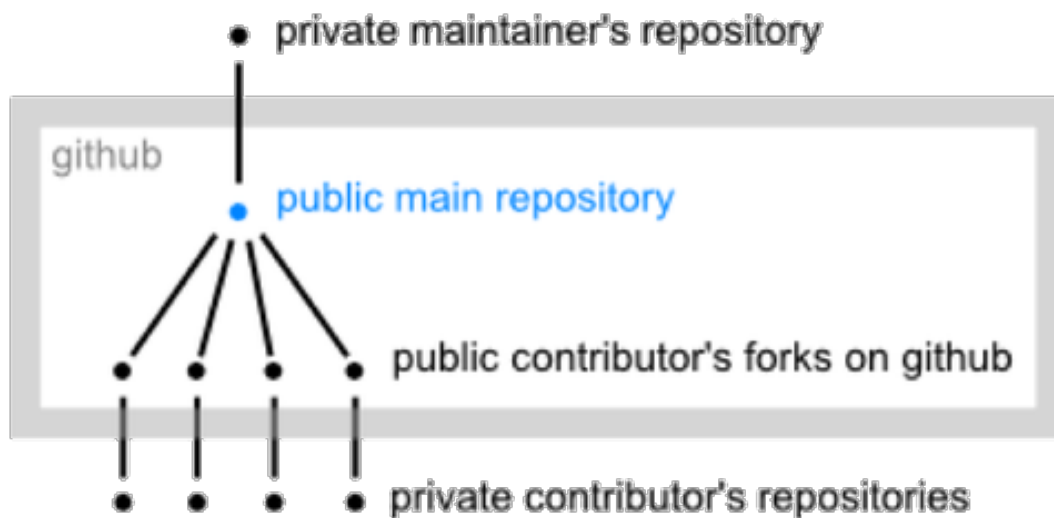 private maintainer's repository
github
public main repository
public contributor's forks on github
private contributor's repositories